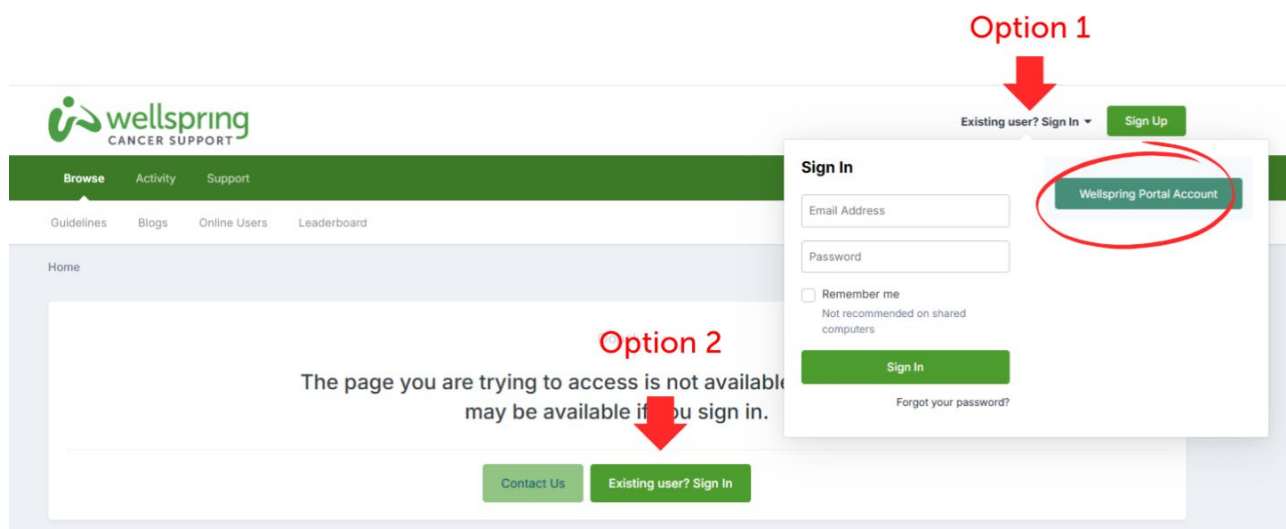 Option 1
wellspring
CANCER SUPPORT
Existing user? Sign In
Sign Up
Browse Activity Support
Guidelines Blogs Online Users Leaderboard
Home
Sign In
Email Address
Password
Remember me
Not recommended on shared
computers
Sign In
Forgot your password?
Wellspring Portal Account
Option 2
The page you are trying to access is not available
may be available if you sign in.
Contact Us
Existing user? Sign In